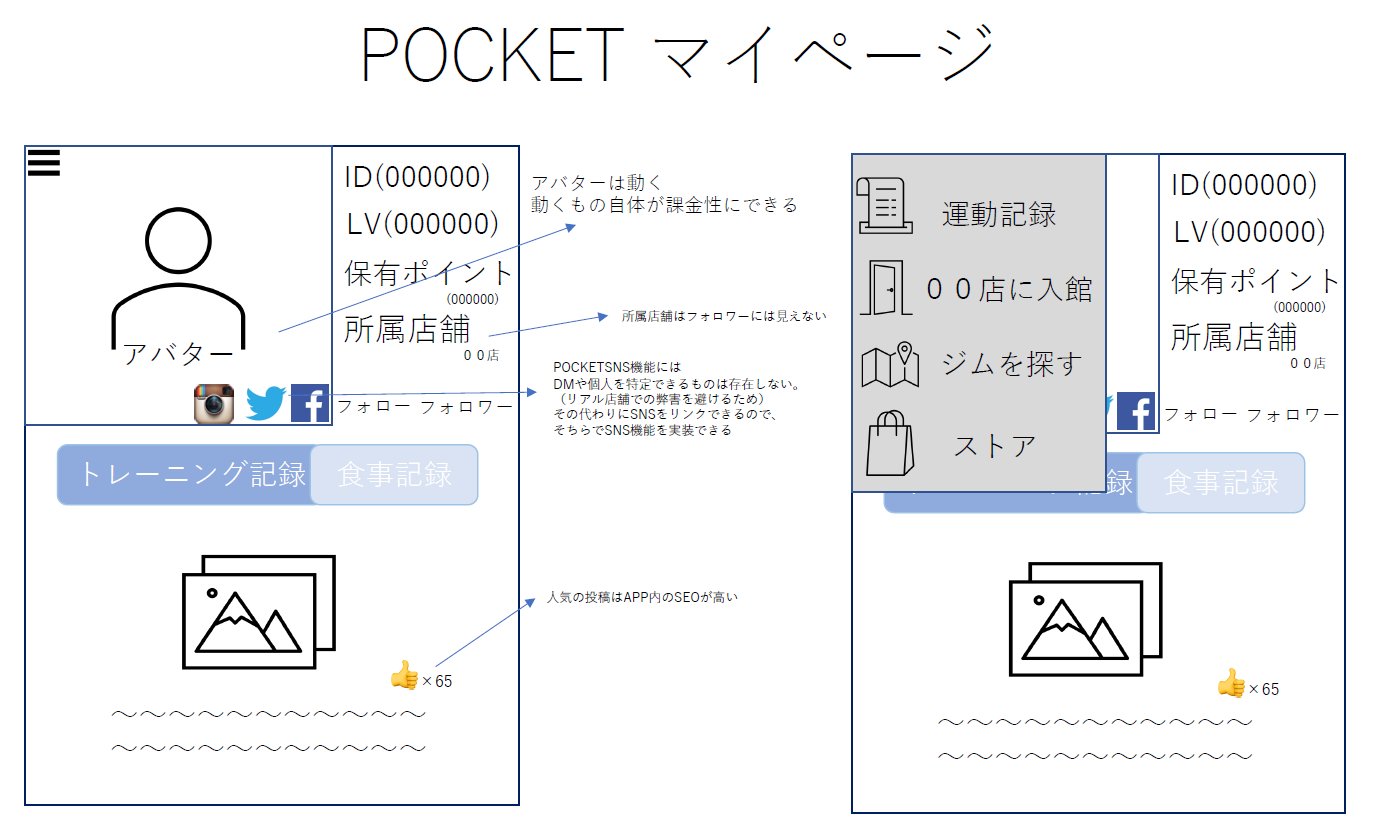 POCKET マイページ
ID(000000)
LV(000000)
保有ポイント
(000000)
所属店舗
００店
アバター
フォロー フォロワー
トレーニング記録
食事記録
×65
～～～～～～～～～～～
～～～～～～～～～～～
アバターは動く
動くもの自体が課金性にできる
所属店舗はフォロワーには見えない
POCKETSNS機能には
DMや個人を特定できるものは存在しない。
（リアル店舗での弊害を避けるため）
その代わりにSNSをリンクできるので、
そちらでSNS機能を実装できる
人気の投稿はAPP内のSEOが高い
運動記録
００店に入館
ジムを探す
ストア
ID(000000)
LV(000000)
保有ポイント
(000000)
所属店舗
００店
フォロー フォロワー
録
食事記録
×65
～～～～～～～～～～～
～～～～～～～～～～～